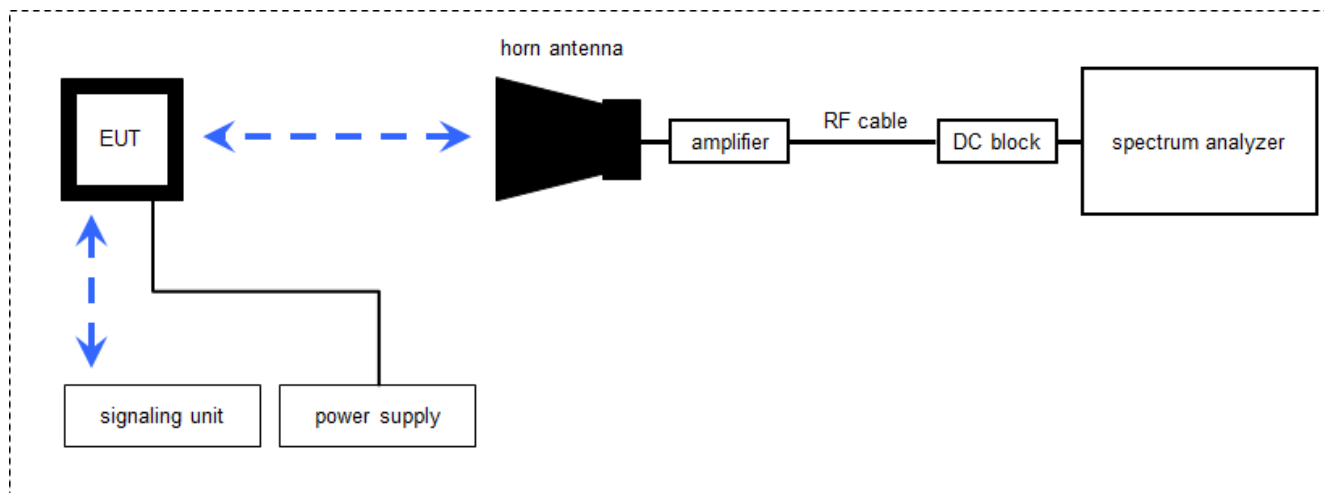 horn antenna
EUT
amplifier
RF cable
DC block
spectrum analyzer
signaling unit
power supply